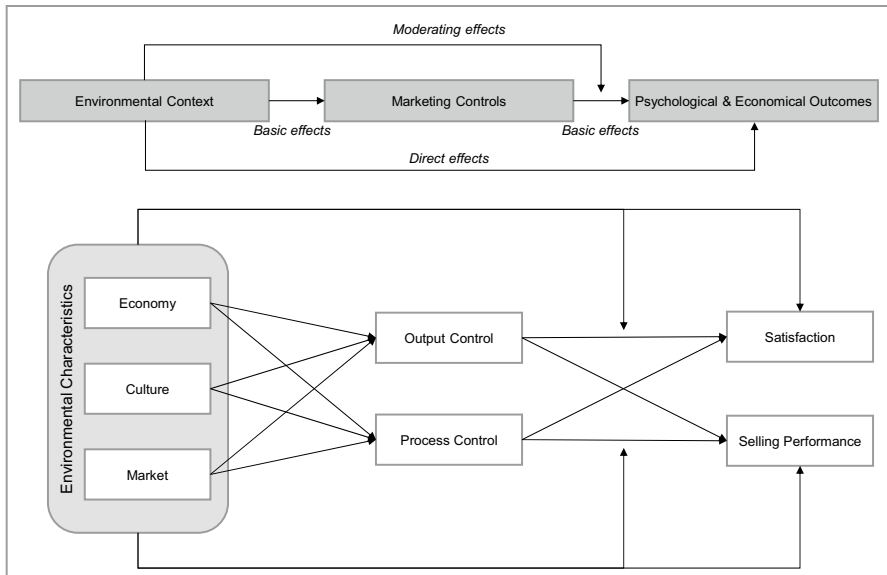 Moderating effects
Environmental Context
Marketing Controls
Psychological & Economical Outcomes
Basic effects
Basic effects
Direct effects
Environmental Characteristics
Economy
Culture
Market
Output Control
Process Control
Satisfaction
Selling Performance